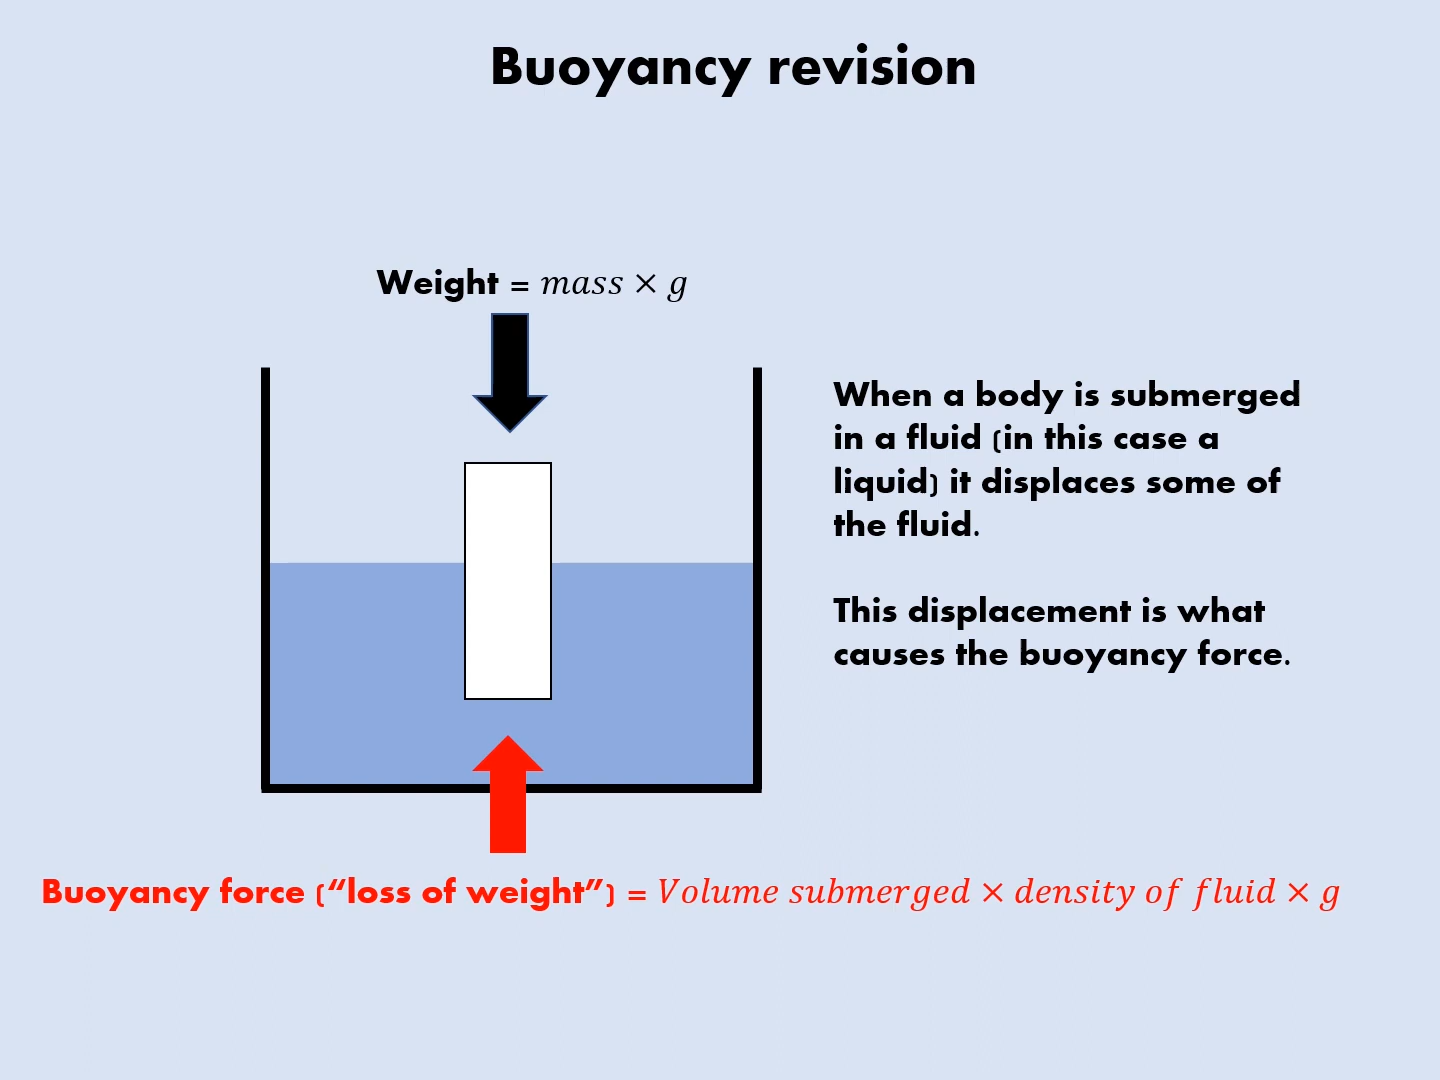 Buoyancy revision
Weight = mass × g
When a body is submerged
in a fluid (in this case a
liquid) it displaces some of
the fluid.
This displacement is what
causes the buoyancy force.
Buoyancy force (“loss of weight”) = Volume submerged × density of fluid × g